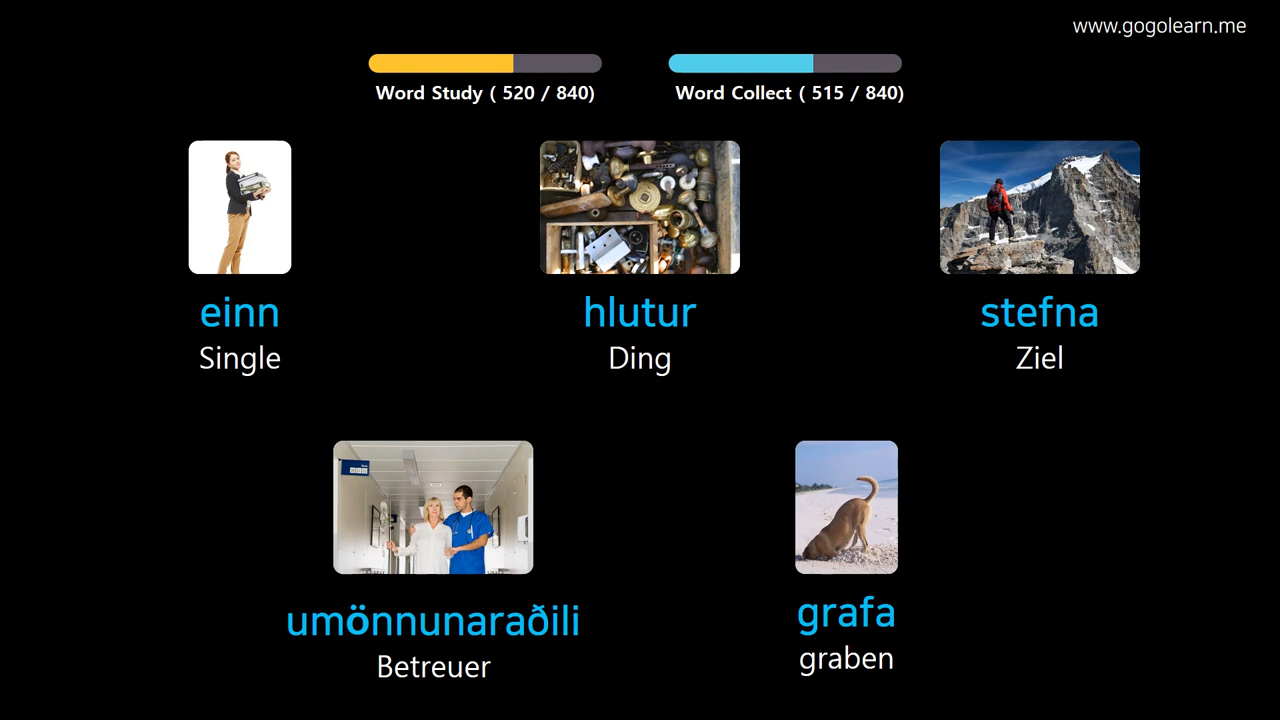 www.gogolearn.me
Word Study ( 520 / 840)
Word Collect ( 515 / 840)
einn
Single
hlutur
Ding
stefna
Ziel
umönnunaraðili
Betreuer
grafa
graben